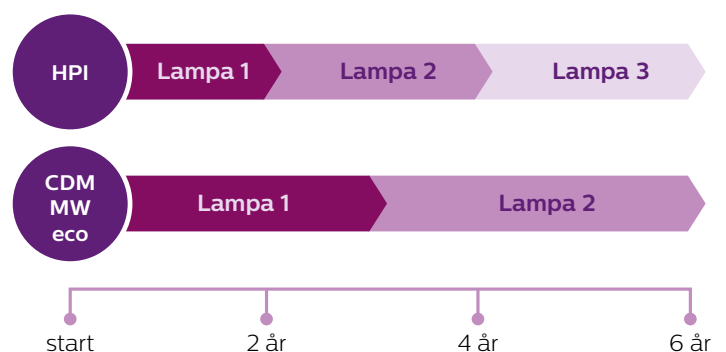 HPI
Lampa 1
Lampa 2
Lampa 3
CDM
MW
eco
Lampa 1
Lampa 2
start
2 år
4 år
6 år